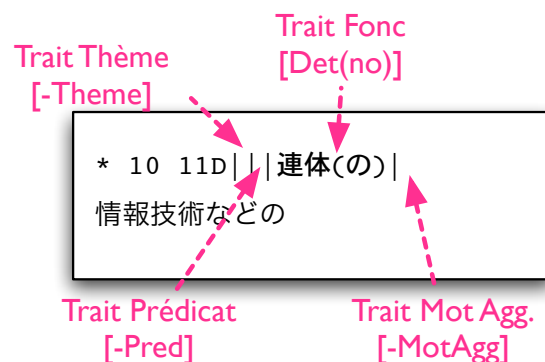 Trait Fonc
[Det(no)]
Trait Thème
[-Theme]
* 10 11D|||連体(の)|
情報技術などの
Trait Prédicat
[-Pred]
Trait Mot Agg.
[-MotAgg]